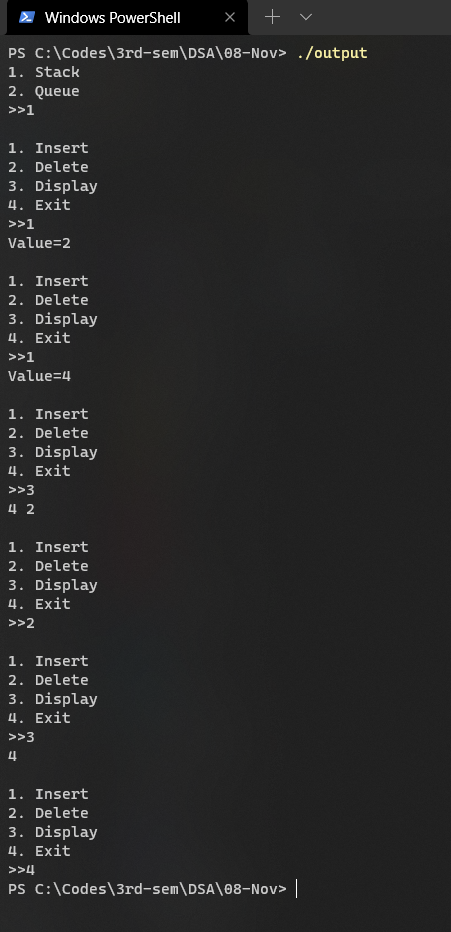 Windows PowerShell
PS C:\Codes\3rd-sem\DSA\08-Nov> ./output
1. Stack
2. Queue
>>1
1. Insert
2. Delete
3. Display
4. Exit
>>1
Value=2
1. Insert
2. Delete
3. Display
4. Exit
>>1
Value=4
1. Insert
2. Delete
3. Display
4. Exit
>>3
4 2
1. Insert
2. Delete
3. Display
4. Exit
>>2
1. Insert
2. Delete
3. Display
4. Exit
>>3
4
1. Insert
2. Delete
3. Display
4. Exit
>>4
PS C:\Codes\3rd-sem\DSA\08-Nov>